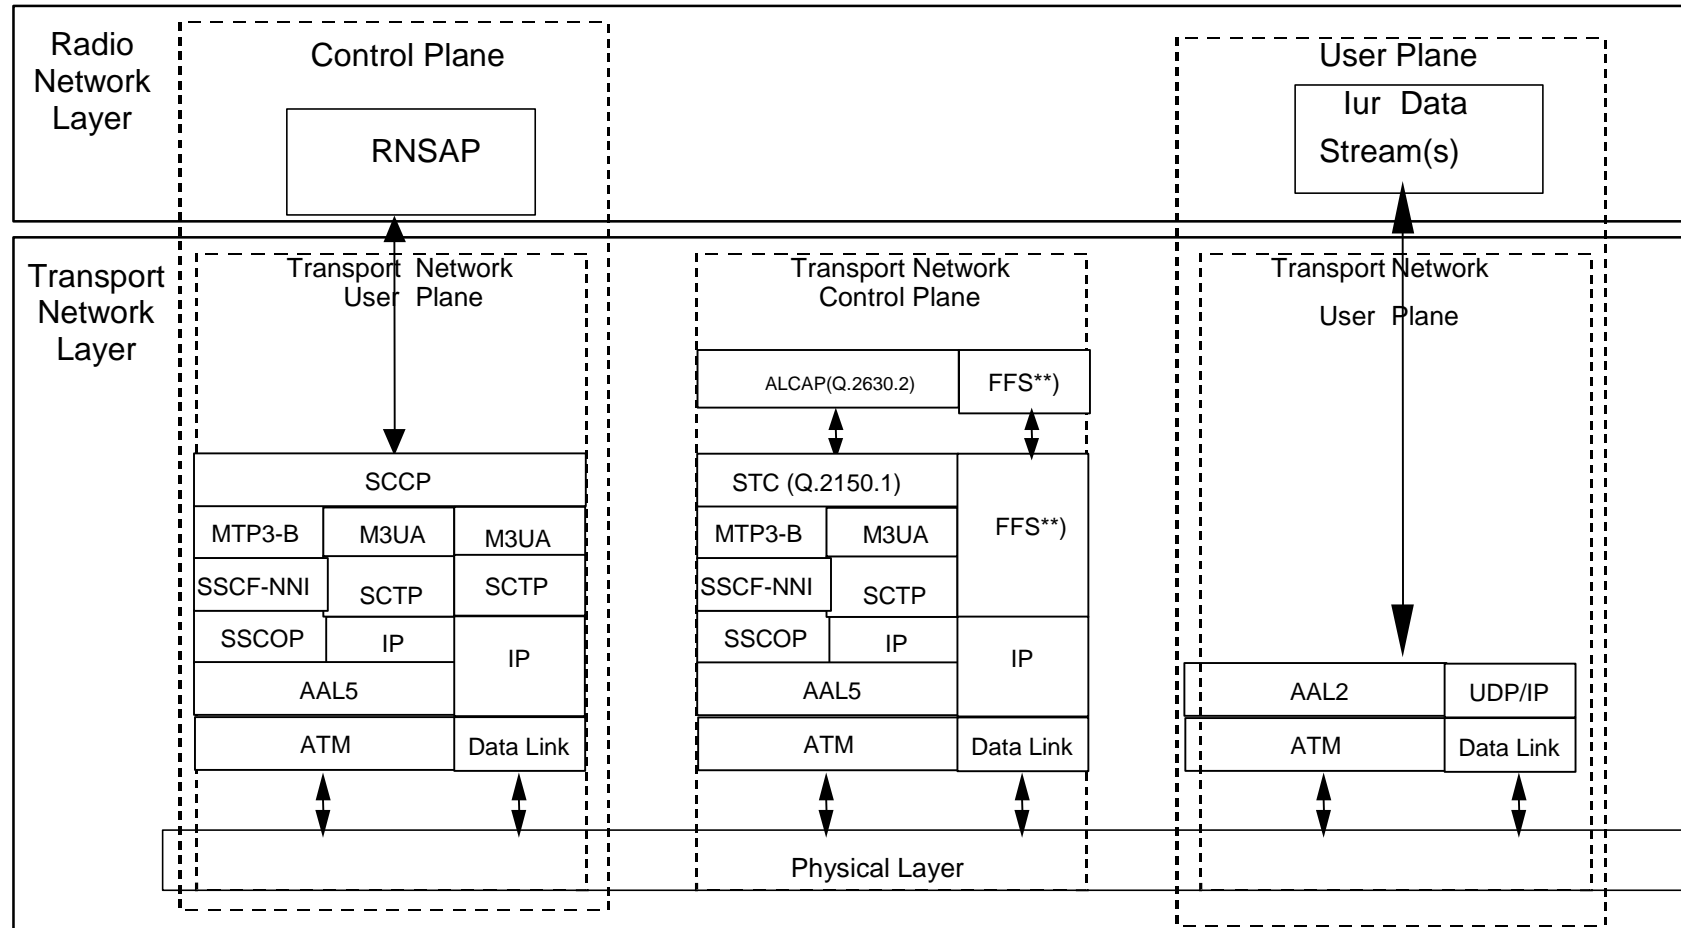 Radio
Network
Layer
Control Plane
RNSAP
User Plane
Iur Data
Stream(s)
Transport
Network
Layer
Transport Network
User Plane
SCCP
MTP3-B
M3UA
M3UA
SSCF-NNI
SCTP
SCTP
SSCOP
IP
IP
AAL5
ATM
Data Link
Transport Network
Control Plane
ALCAP(Q.2630.2)
FFS**)
STC (Q.2150.1)
FFS**)
MTP3-B
M3UA
SSCF-NNI
SCTP
SSCOP
IP
IP
AAL5
ATM
Data Link
Transport Network
User Plane
AAL2
UDP/IP
ATM
Data Link
Physical Layer